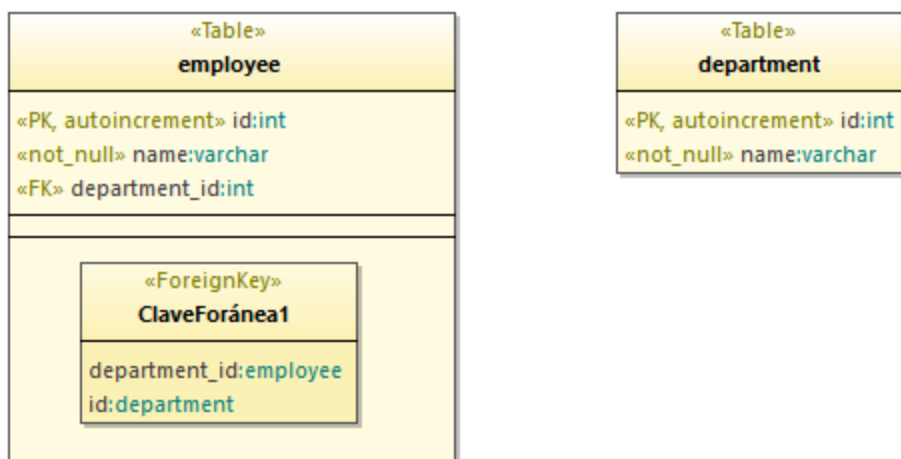 «Table»
employee
«PK, autoincrement» id:int
«not_null» name:varchar
«FK» department_id:int
«ForeignKey»
ClaveForánea1
department_id:employee
id:department
«Table»
department
«PK, autoincrement» id:int
«not_null» name:varchar